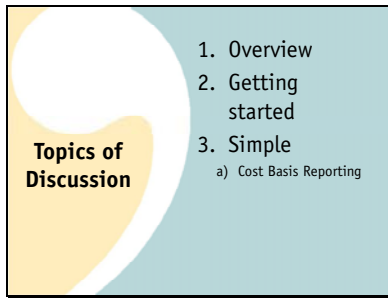 Topics of
Discussion
1. Overview
2. Getting
started
3. Simple
a) Cost Basis Reporting